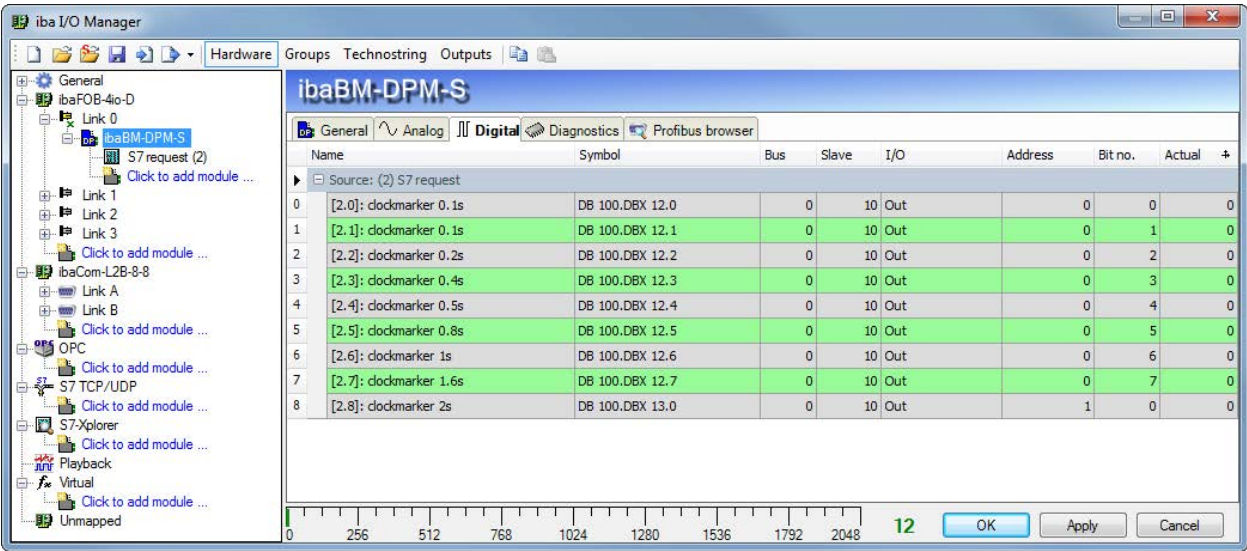 iba I/O Manager
Hardware Groups Technostring Outputs
General
ibaFOB-4io-D
Link 0
ibaBM-DPM-S
S7 request (2)
Click to add module ...
Link 1
Link 2
Link 3
Click to add module ...
ibaCom-L2B-8-8
Link A
Link B
Click to add module ...
OPC
Click to add module ...
S7 TCP/UDP
Click to add module ...
S7-Xplorer
Click to add module ...
Playback
Virtual
Click to add module ...
Unmapped
ibaBM-DPM-S
General Analog Digital Diagnostics Profibus browser
Name Symbol Bus Slave I/O Address Bit no. Actual
Source: (2) S7 request
0 [2.0]: clockmarker 0.1s DB 100.DBX 12.0 0 10 Out 0 0 0
1 [2.1]: clockmarker 0.1s DB 100.DBX 12.1 0 10 Out 0 1 0
2 [2.2]: clockmarker 0.2s DB 100.DBX 12.2 0 10 Out 0 2 0
3 [2.3]: clockmarker 0.4s DB 100.DBX 12.3 0 10 Out 0 3 0
4 [2.4]: clockmarker 0.5s DB 100.DBX 12.4 0 10 Out 0 4 0
5 [2.5]: clockmarker 0.8s DB 100.DBX 12.5 0 10 Out 0 5 0
6 [2.6]: clockmarker 1s DB 100.DBX 12.6 0 10 Out 0 6 0
7 [2.7]: clockmarker 1.6s DB 100.DBX 12.7 0 10 Out 0 7 0
8 [2.8]: clockmarker 2s DB 100.DBX 13.0 0 10 Out 1 0 0
0 256 512 768 1024 1280 1536 1792 2048 12 OK Apply Cancel